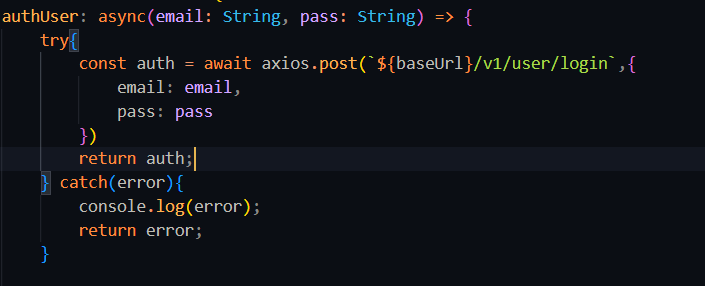 authUser: async(email: String, pass: String) => {
try{
const auth = await axios.post(`${baseUrl}/v1/user/login`,{
email: email,
pass: pass
})
return auth;
} catch(error){
console.log(error);
return error;
}